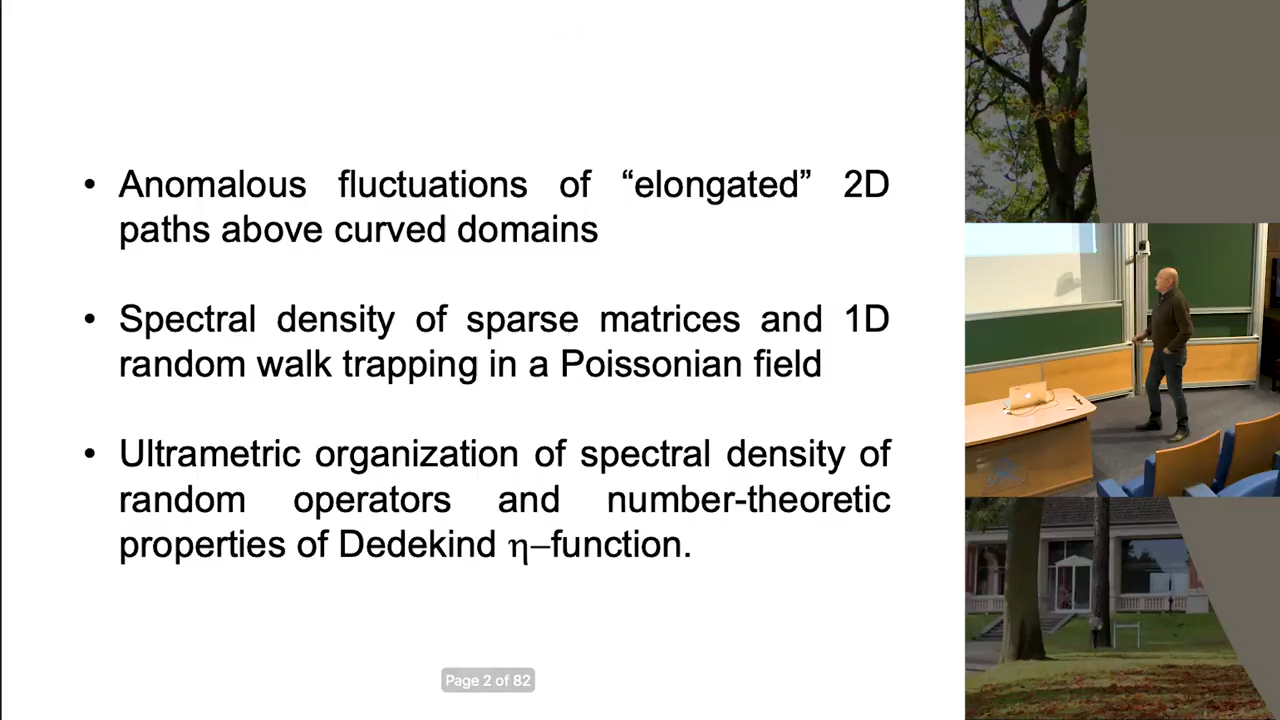 • Anomalous fluctuations of “elongated” 2D
paths above curved domains
• Spectral density of sparse matrices and 1D
random walk trapping in a Poissonian field
• Ultrametric organization of spectral density of
random operators and number-theoretic
properties of Dedekind η–function.
Page 2 of 82